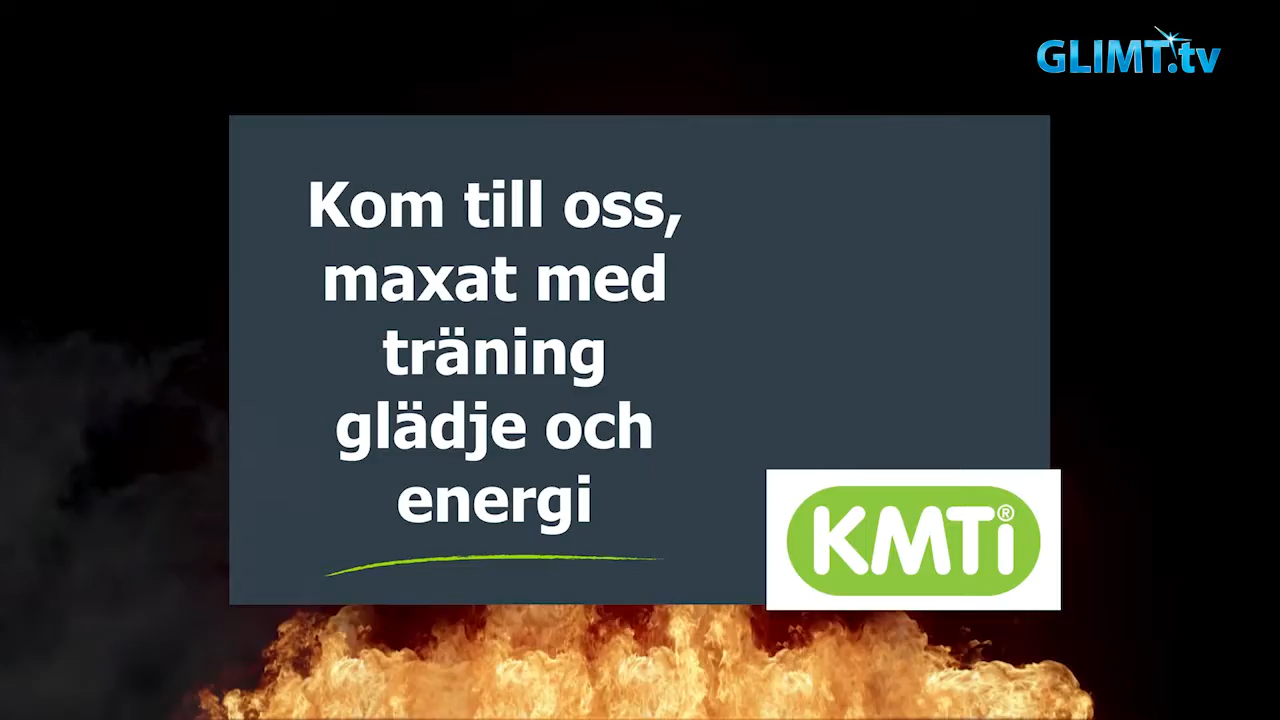 GLIMT.tv
Kom till oss,
maxat med
träning
glädje och
energi
KMTi®